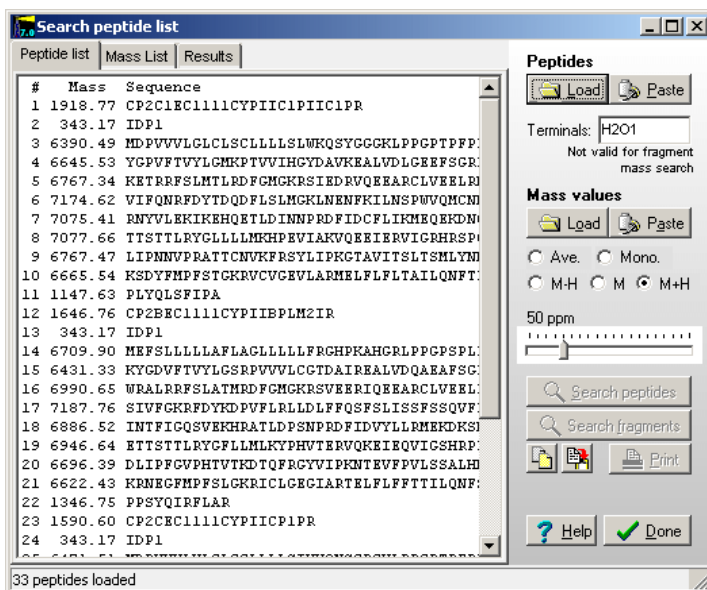 7.0 Search peptide list
Peptide list Mass List Results
# Mass Sequence
1 1918.77 CP2C1EC1111CYPIIC1PIIC1PR
2 343.17 IDP1
3 6390.49 MDPVVVLGLCLSCLLLLSLWKQSYGGGKLPPGPTPFP
4 6645.53 YGPVFTVYLGMKPTVVIHGYDAVKEALVDLGEEFSGR
5 6767.34 KETRRFSLMTLRDFGMGKRSIEDRVQEEARCLVEELR
6 7174.62 VIFQNRFDYTDQDFLSLMGKLNENFKILNSPWVQMCN
7 7075.41 RNYVLEKIKEHQETLDINNPRDFIDCFLIKMEQEKDN
8 7077.66 TTSTTLRYGLLLLMKHPEVIAKVQEEIERVIGRHRSP
9 6767.47 LIPNNVPRATTCNVKFRSYLIPKGTAVITSLTSMLYN
10 6665.54 KSDYFMPFSTGKRVCVGEVLARMELFLFLTAILQNFT
11 1147.63 PLYQLSFIPA
12 1646.76 CP2BEC1111CYPIIBPLM2IR
13 343.17 IDP1
14 6709.90 MEFSLLLLLAFLAGLLLLLFRGHPKAHGRLPPGPSPL
15 6431.33 KYGDVFTVYLGSRPVVVLCGTDAIREALVDQAEAFSG
16 6990.65 WRALRRFSLATMRDFGMGKRSVEERIQEEARCLVEEL
17 7187.76 SIVFGKRFDYKDPVFLRLLDLFFQSFSLISSFSSQVF
18 6886.52 INTFIGQSVEKHRATLDPSNPRDFIDVYLLRMEKDKS
19 6946.64 ETTSTTLRYGFLLMLKYPHVTERVQKEIEQVIGSHRP
20 6696.39 DLIPFGVPHTVTKDTQFRGYVIPKNTEVFPVLSSALH
21 6622.43 KRNEGFMPFSLGKRICLGEGIARTELFLFFTTILQNF
22 1346.75 PPSYQIRFLAR
23 1590.60 CP2CEC1111CYPIICP1PR
24 343.17 IDP1
Peptides
Load Paste
Terminals: H2O1
Not valid for fragment
mass search
Mass values
Load Paste
Ave. Mono.
M-H M M+H
50 ppm
Search peptides
Search fragments
Print
Help Done
33 peptides loaded